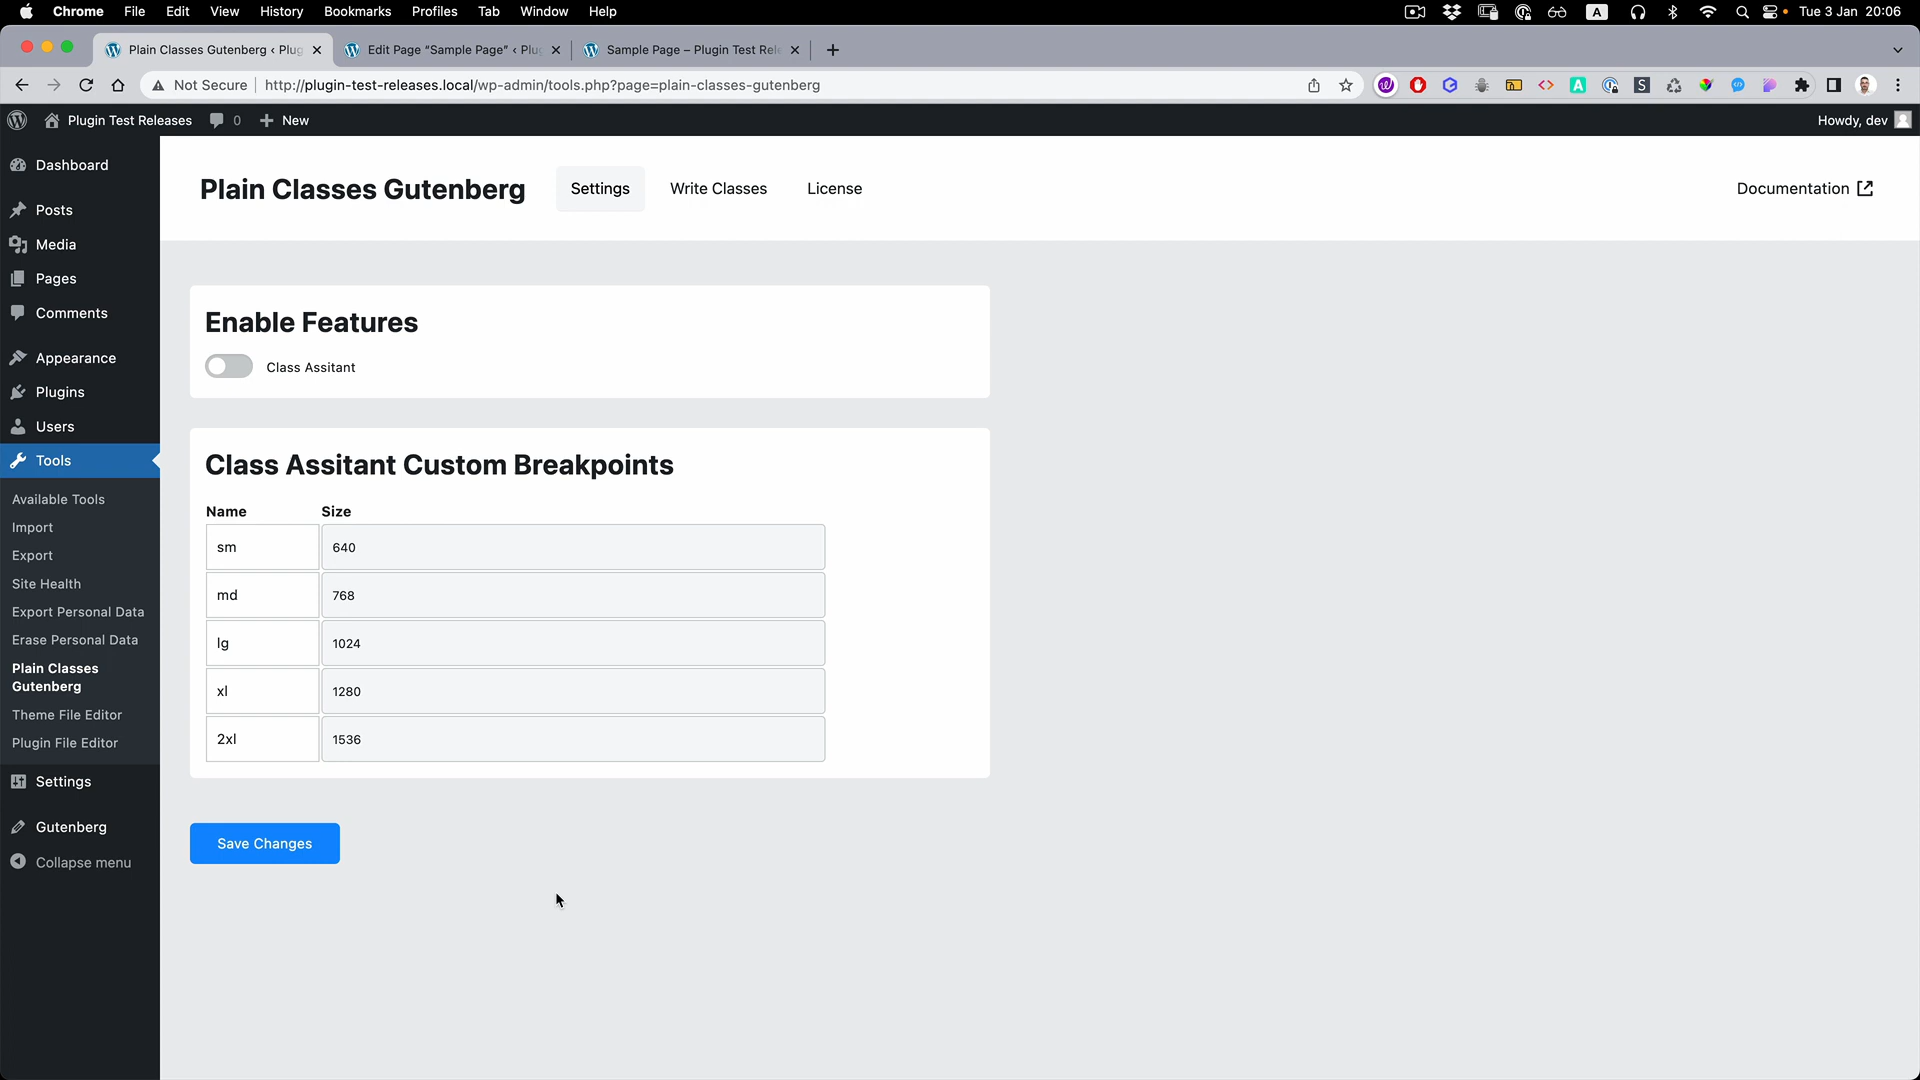 Chrome File Edit View History Bookmarks Profiles Tab Window Help A Tue 3 Jan 20:06
Plain Classes Gutenberg ‹ Plug Edit Page “Sample Page” ‹ Plug Sample Page – Plugin Test Rele
Not Secure http://plugin-test-releases.local/wp-admin/tools.php?page=plain-classes-gutenberg
Plugin Test Releases 0 New Howdy, dev
Dashboard
Posts
Media
Pages
Comments
Appearance
Plugins
Users
Tools
Available Tools
Import
Export
Site Health
Export Personal Data
Erase Personal Data
Plain Classes
Gutenberg
Theme File Editor
Plugin File Editor
Settings
Gutenberg
Collapse menu
Plain Classes Gutenberg Settings Write Classes License Documentation
Enable Features
Class Assitant
Class Assitant Custom Breakpoints
Name Size
sm 640
md 768
lg 1024
xl 1280
2xl 1536
Save Changes